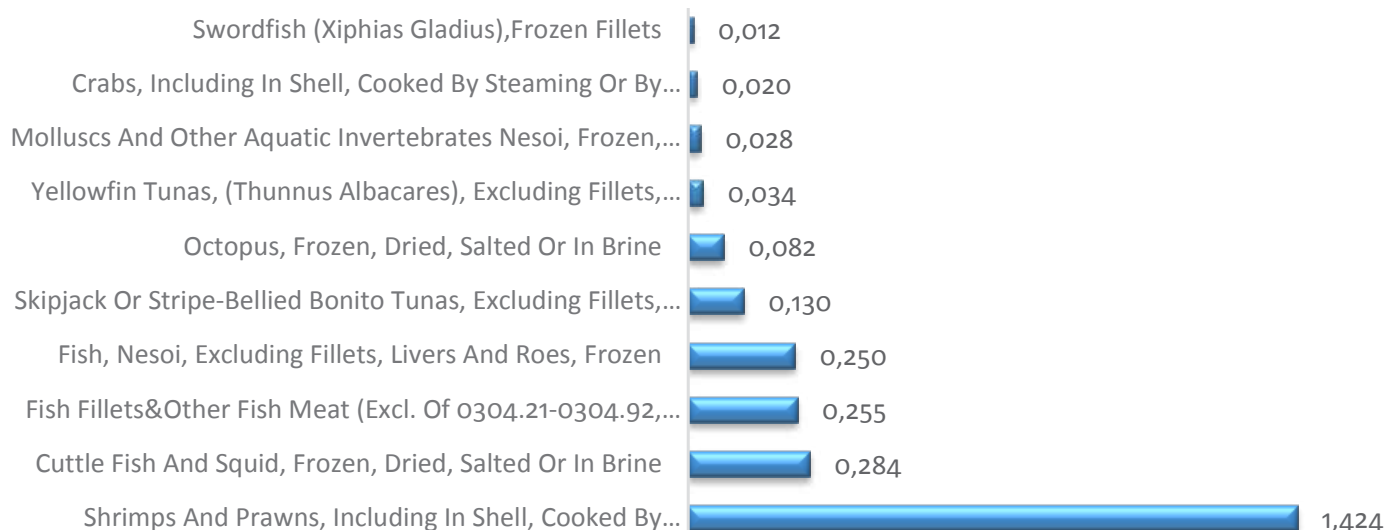 Swordfish (Xiphias Gladius),Frozen Fillets 0,012
Crabs, Including In Shell, Cooked By Steaming Or By... 0,020
Molluscs And Other Aquatic Invertebrates Nesoi, Frozen,... 0,028
Yellowfin Tunas, (Thunnus Albacares), Excluding Fillets,... 0,034
Octopus, Frozen, Dried, Salted Or In Brine 0,082
Skipjack Or Stripe-Bellied Bonito Tunas, Excluding Fillets,... 0,130
Fish, Nesoi, Excluding Fillets, Livers And Roes, Frozen 0,250
Fish Fillets&Other Fish Meat (Excl. Of 0304.21-0304.92,... 0,255
Cuttle Fish And Squid, Frozen, Dried, Salted Or In Brine 0,284
Shrimps And Prawns, Including In Shell, Cooked By... 1,424